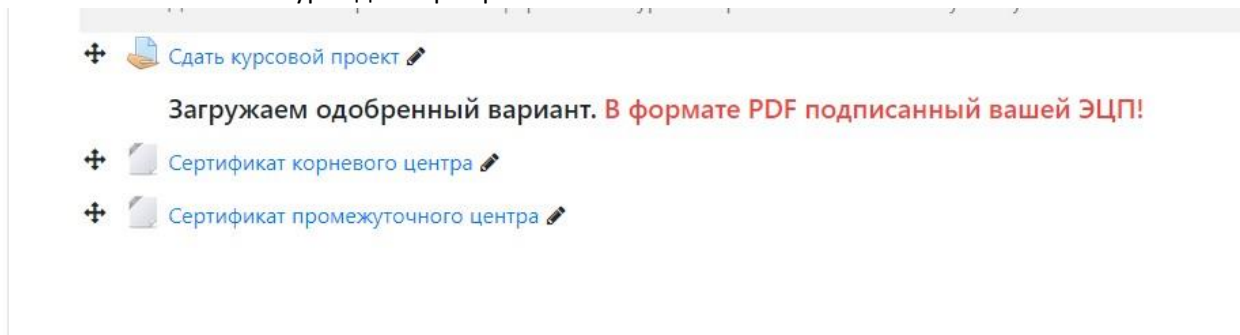 Сдать курсовой проект
Загружаем одобренный вариант. В формате PDF подписанный вашей ЭЦП!
Сертификат корневого центра
Сертификат промежуточного центра